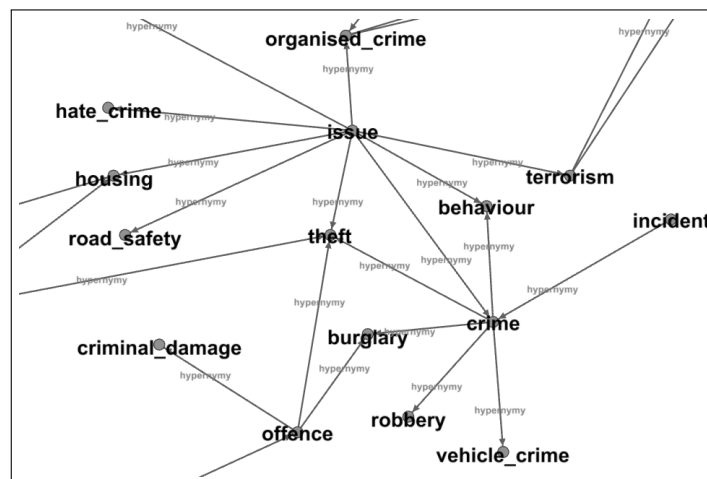 organised_crime
hypernymy
hypernymy
hate_crime
hypernymy
issue
housing
hypernymy
hypernymy
terrorism
hypernymy
hypernymy
hypernymy
behaviour
incident
road_safety
theft
hypernymy
hypernymy
hypernymy
hypernymy
hypernymy
crime
burglary
hypernymy
criminal_damage
hypernymy
hypernymy
hypernymy
hypernymy
robbery
offence
vehicle_crime